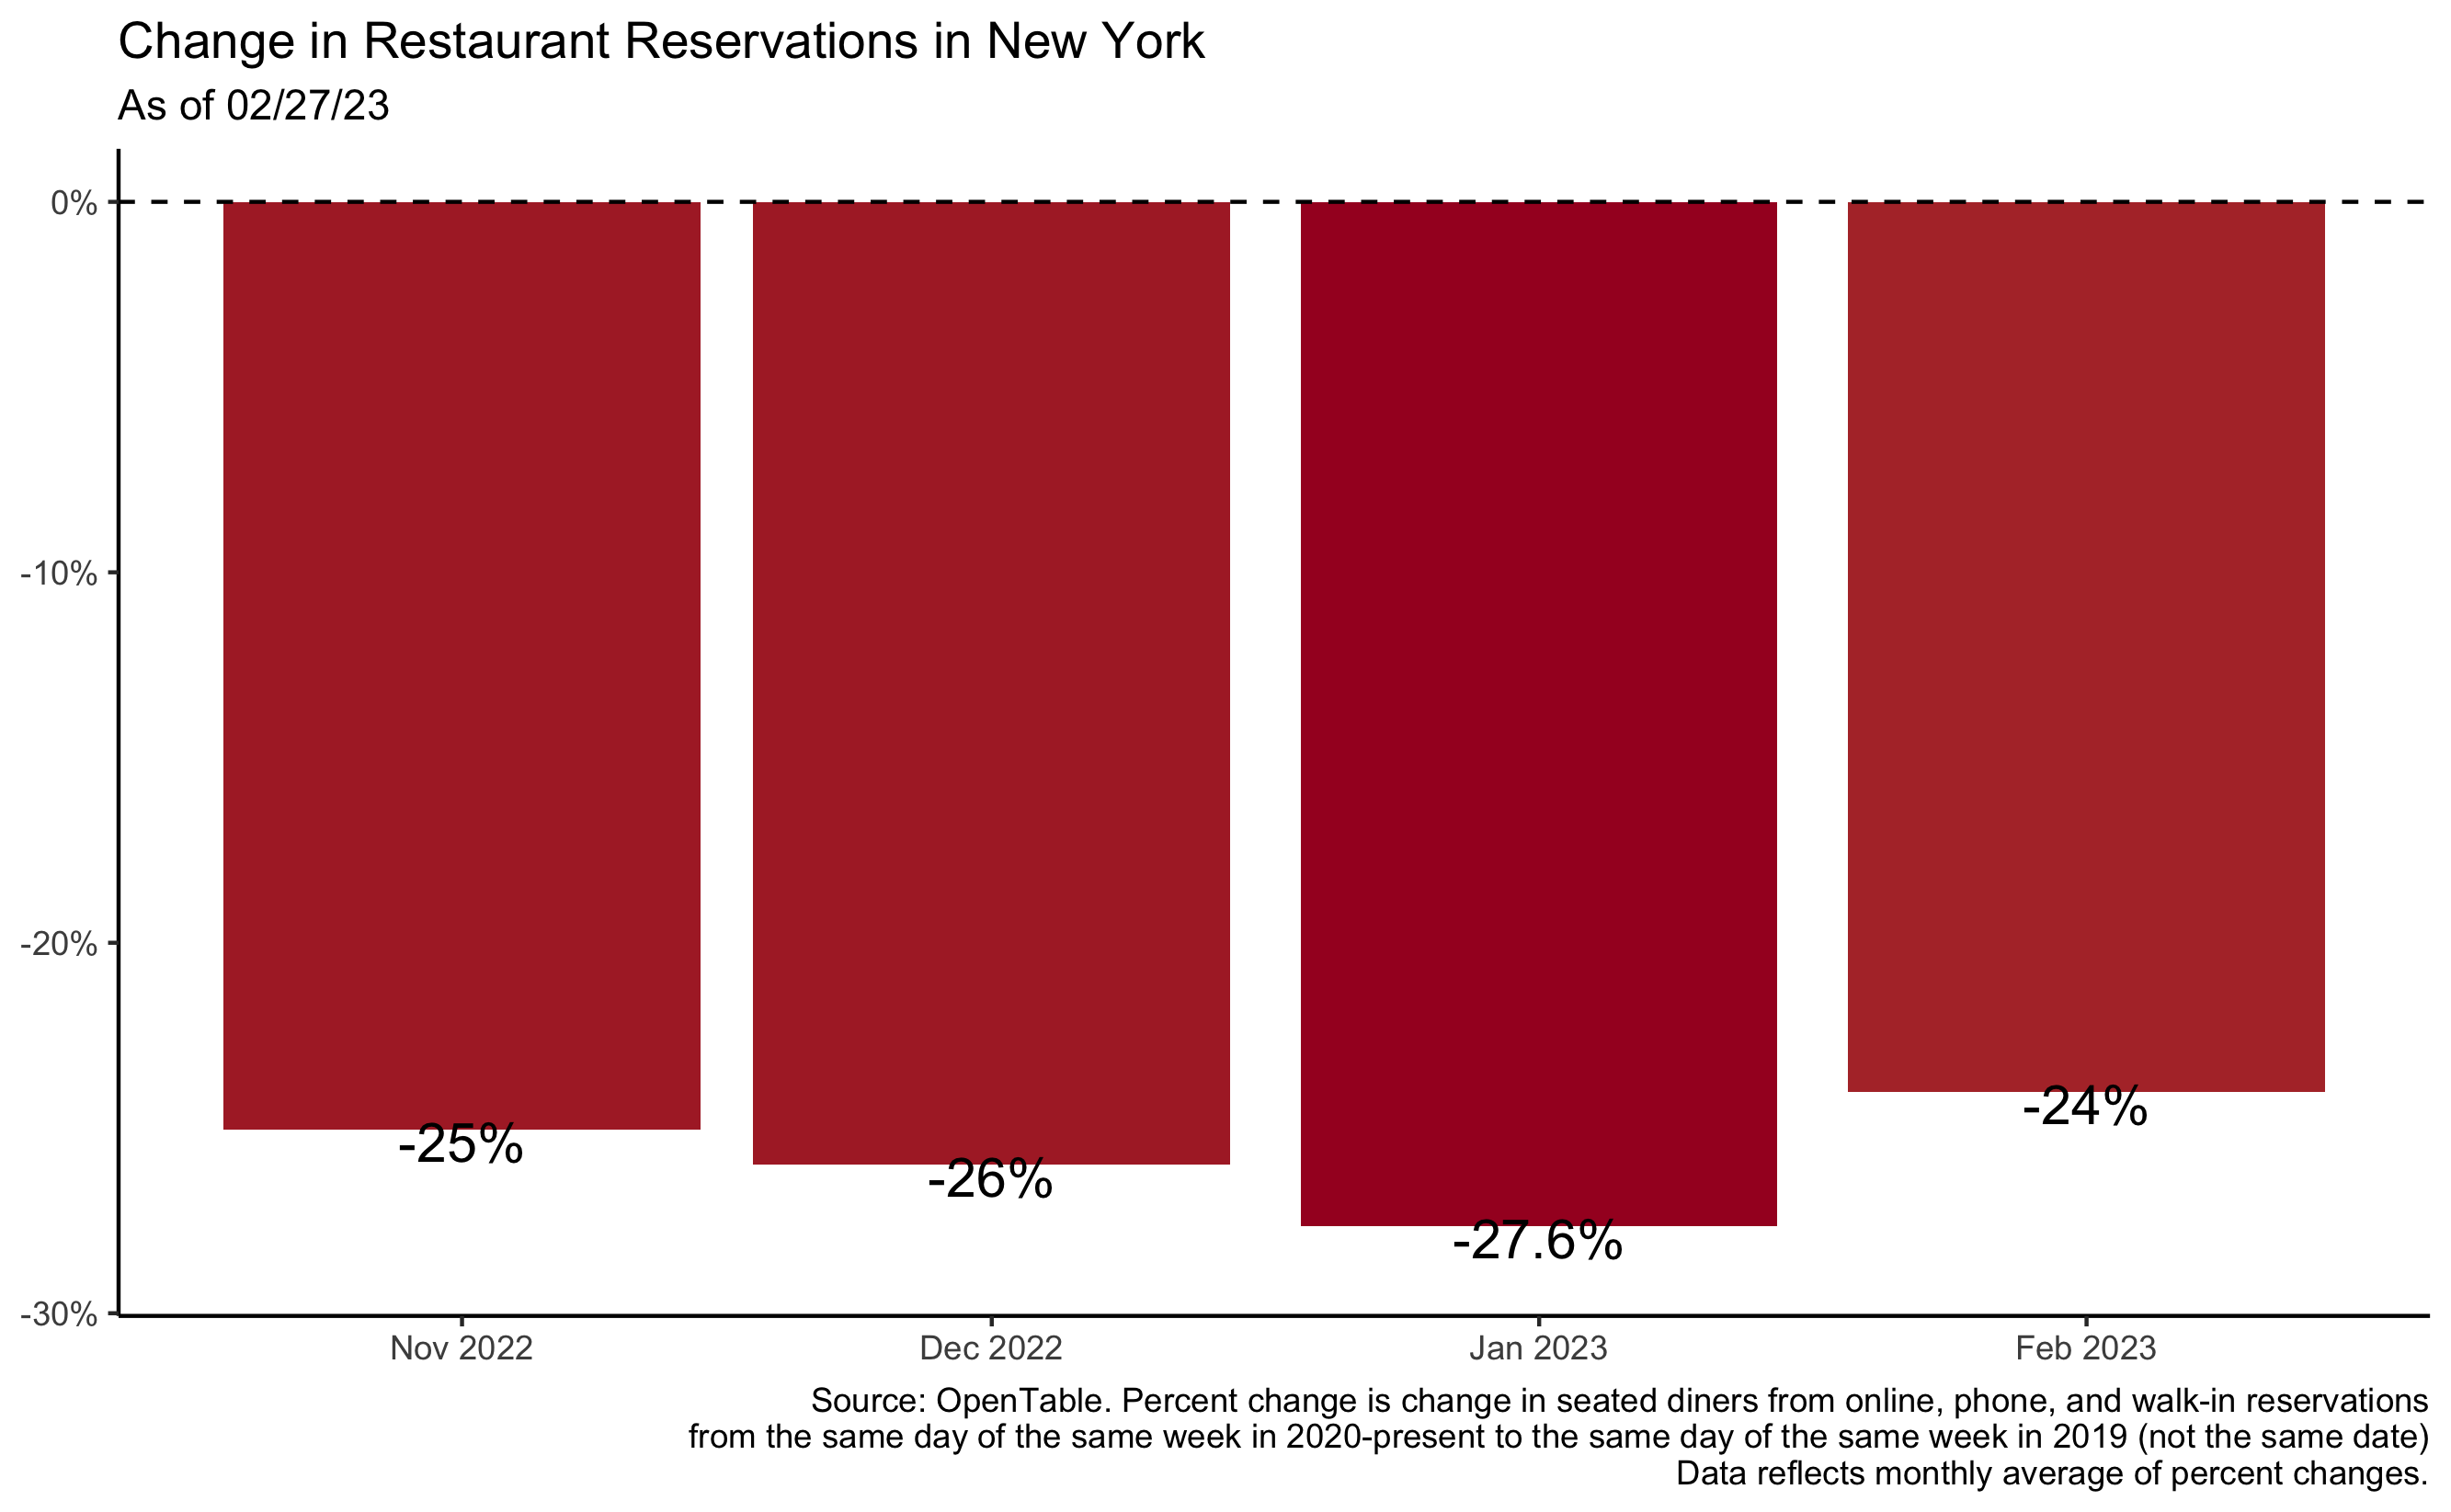 Change in Restaurant Reservations in New York
As of 02/27/23
0%
-10%
-20%
-30%
-25%
-26%
-27.6%
-24%
Nov 2022
Dec 2022
Jan 2023
Feb 2023
Source: OpenTable. Percent change is change in seated diners from online, phone, and walk-in reservations
from the same day of the same week in 2020-present to the same day of the same week in 2019 (not the same date)
Data reflects monthly average of percent changes.